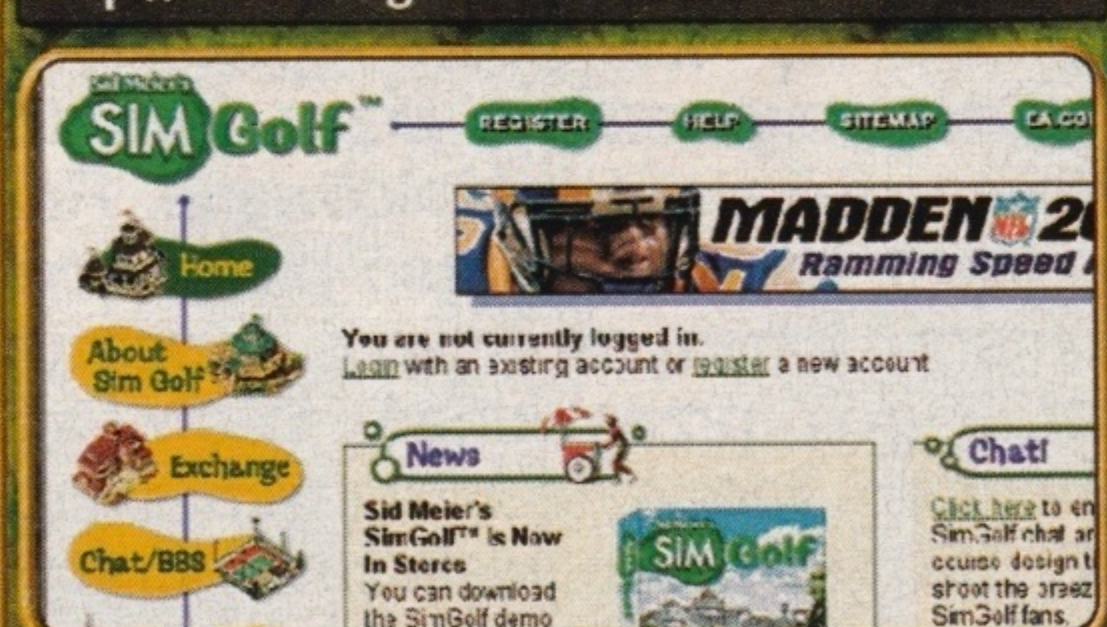 Sid Meier's
SIM Golf™
REGISTER
HELP
SITEMAP
MADDEN NFL
Ramming Speed
Home
About
Sim Golf
Exchange
Chat/BBS
You are not currently logged in.
Login with an existing account or register a new account
News
Sid Meier's
SimGolf™ is Now
In Stores
You can download
the SimGolf demo
SIM Golf
Chat!
Click here to
SimGolf chat
course design
shoot the
SimGolf fans.